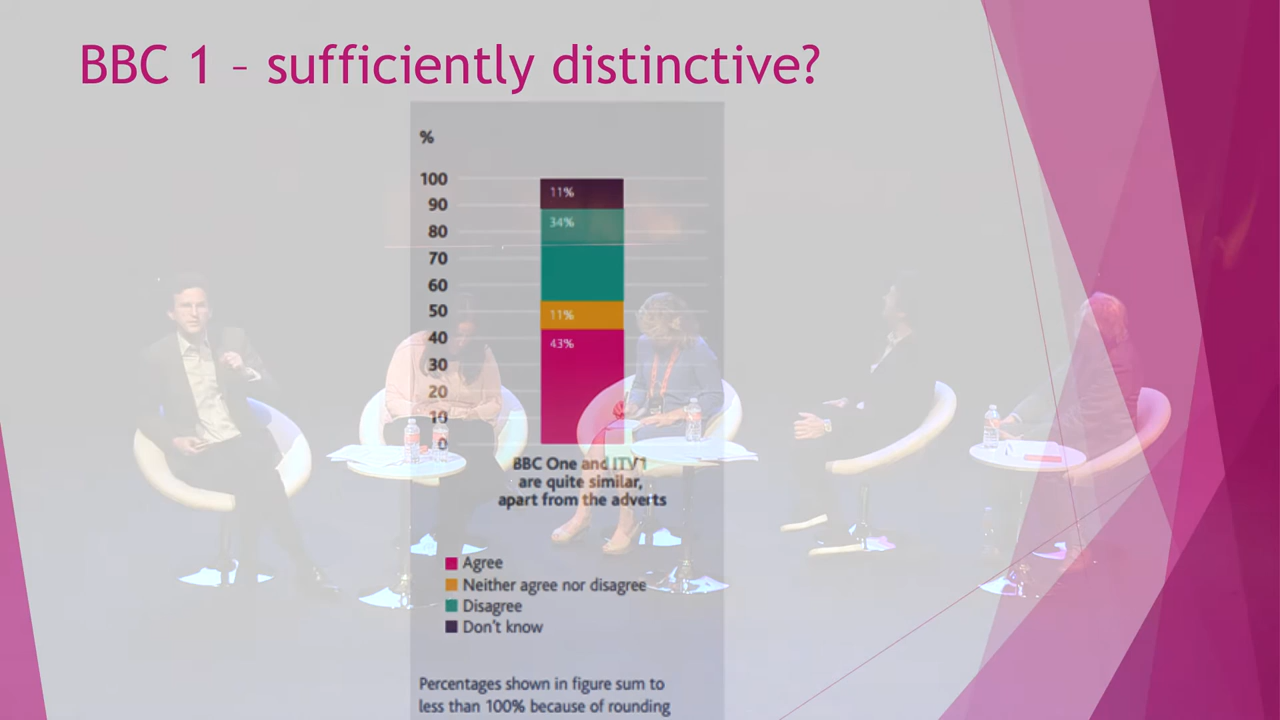 BBC 1 – sufficiently distinctive?
%
100
90
80
70
60
50
40
30
20
10
0
11%
34%
11%
43%
BBC One and ITV1
are quite similar,
apart from the adverts
Agree
Neither agree nor disagree
Disagree
Don't know
Percentages shown in figure sum to
less than 100% because of rounding